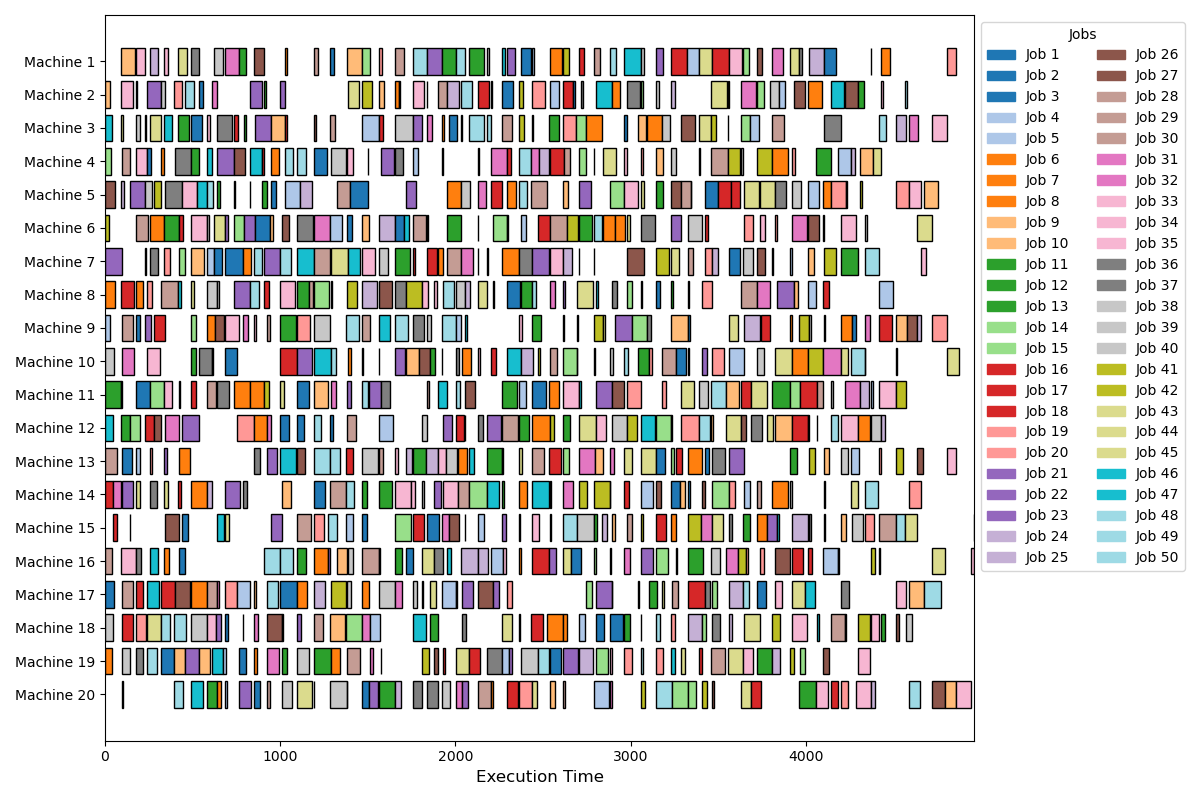 Machine 1
Machine 2
Machine 3
Machine 4
Machine 5
Machine 6
Machine 7
Machine 8
Machine 9
Machine 10
Machine 11
Machine 12
Machine 13
Machine 14
Machine 15
Machine 16
Machine 17
Machine 18
Machine 19
Machine 20
0 1000 2000 3000 4000
Execution Time
Jobs
Job 1 Job 26
Job 2 Job 27
Job 3 Job 28
Job 4 Job 29
Job 5 Job 30
Job 6 Job 31
Job 7 Job 32
Job 8 Job 33
Job 9 Job 34
Job 10 Job 35
Job 11 Job 36
Job 12 Job 37
Job 13 Job 38
Job 14 Job 39
Job 15 Job 40
Job 16 Job 41
Job 17 Job 42
Job 18 Job 43
Job 19 Job 44
Job 20 Job 45
Job 21 Job 46
Job 22 Job 47
Job 23 Job 48
Job 24 Job 49
Job 25 Job 50